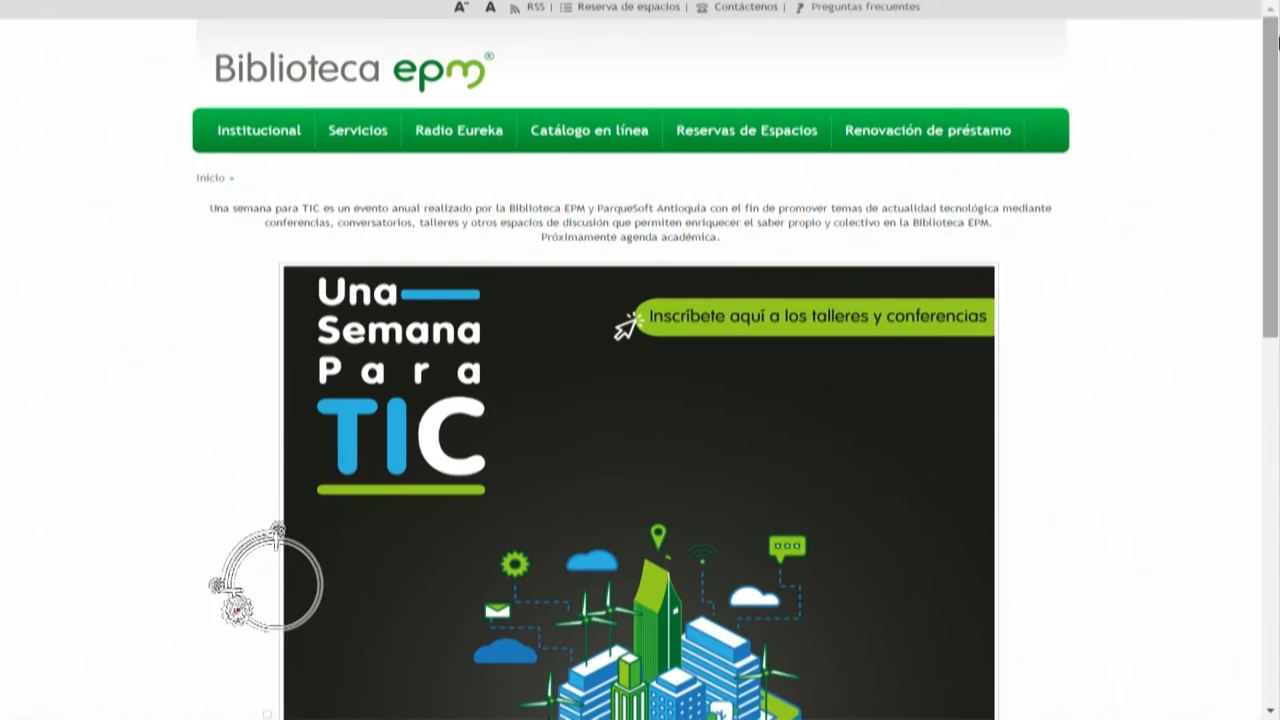 A⁻ A RSS | Reserva de espacios | Contáctenos | Preguntas frecuentes
Biblioteca epm®
Institucional Servicios Radio Eureka Catálogo en línea Reservas de Espacios Renovación de préstamo
Inicio »
Una semana para TIC es un evento anual realizado por la Biblioteca EPM y ParqueSoft Antioquia con el fin de promover temas de actualidad tecnológica mediante
conferencias, conversatorios, talleres y otros espacios de discusión que permiten enriquecer el saber propio y colectivo en la Biblioteca EPM.
Próximamente agenda académica.
Una
Semana
Para
TIC
Inscríbete aquí a los talleres y conferencias